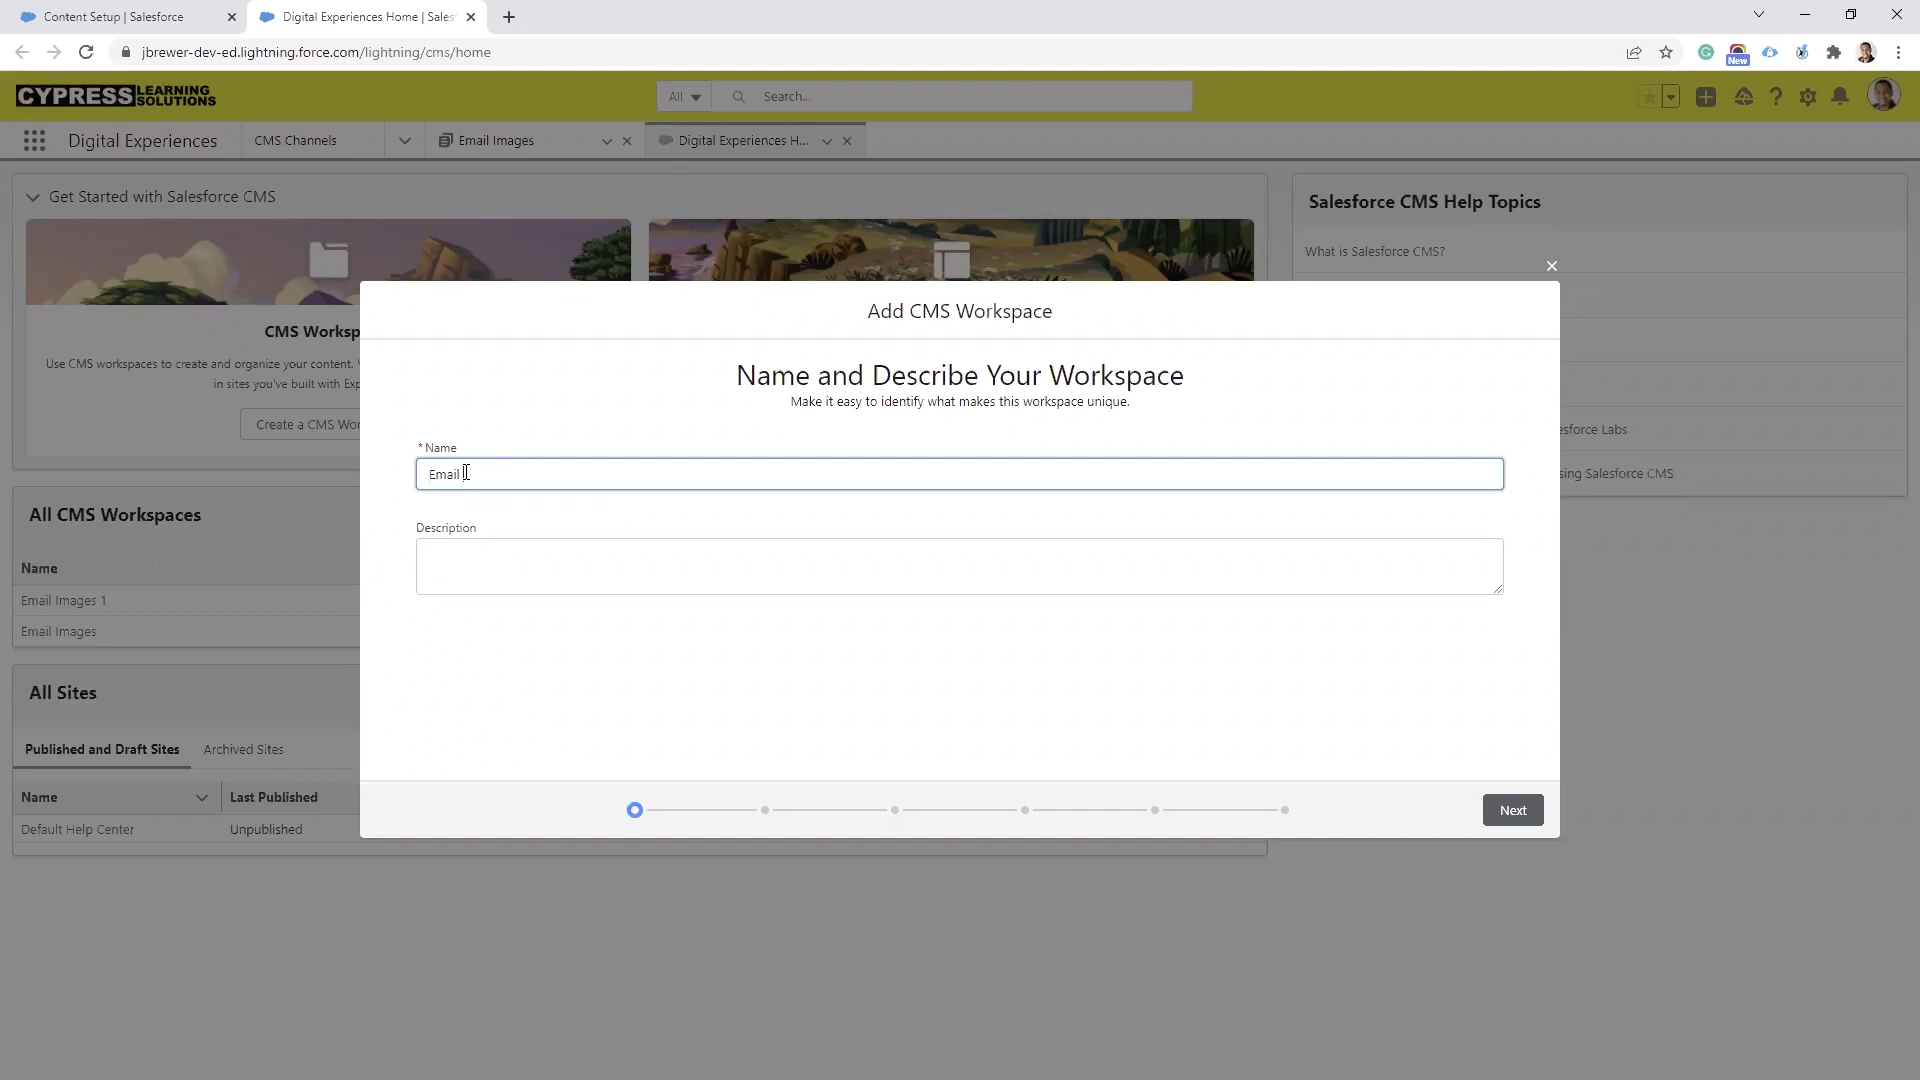 Content Setup | Salesforce
Digital Experiences Home | Sales
jbrewer-dev-ed.lightning.force.com/lightning/cms/home
New
CYPRESS LEARNING SOLUTIONS
All
Search...
Digital Experiences
CMS Channels
Email Images
Digital Experiences H...
Get Started with Salesforce CMS
Salesforce CMS Help Topics
What is Salesforce CMS?
Add CMS Workspace
CMS Worksp
Use CMS workspaces to create and organize your content.
in sites you've built with Exp
Create a CMS Wor
Name and Describe Your Workspace
Make it easy to identify what makes this workspace unique.
esforce Labs
* Name
Email
sing Salesforce CMS
Description
All CMS Workspaces
Name
Email Images 1
Email Images
All Sites
Published and Draft Sites
Archived Sites
Name
Last Published
Default Help Center
Unpublished
Next